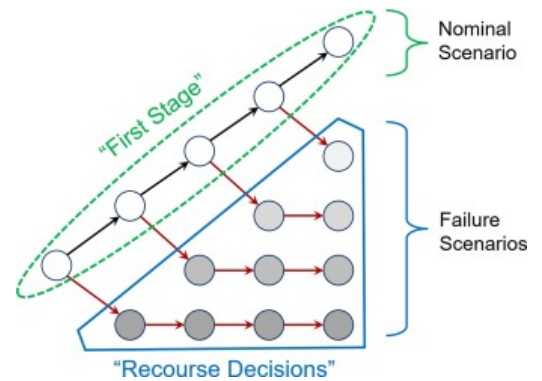 Nominal
Scenario
“First Stage”
Failure
Scenarios
“Recourse Decisions”